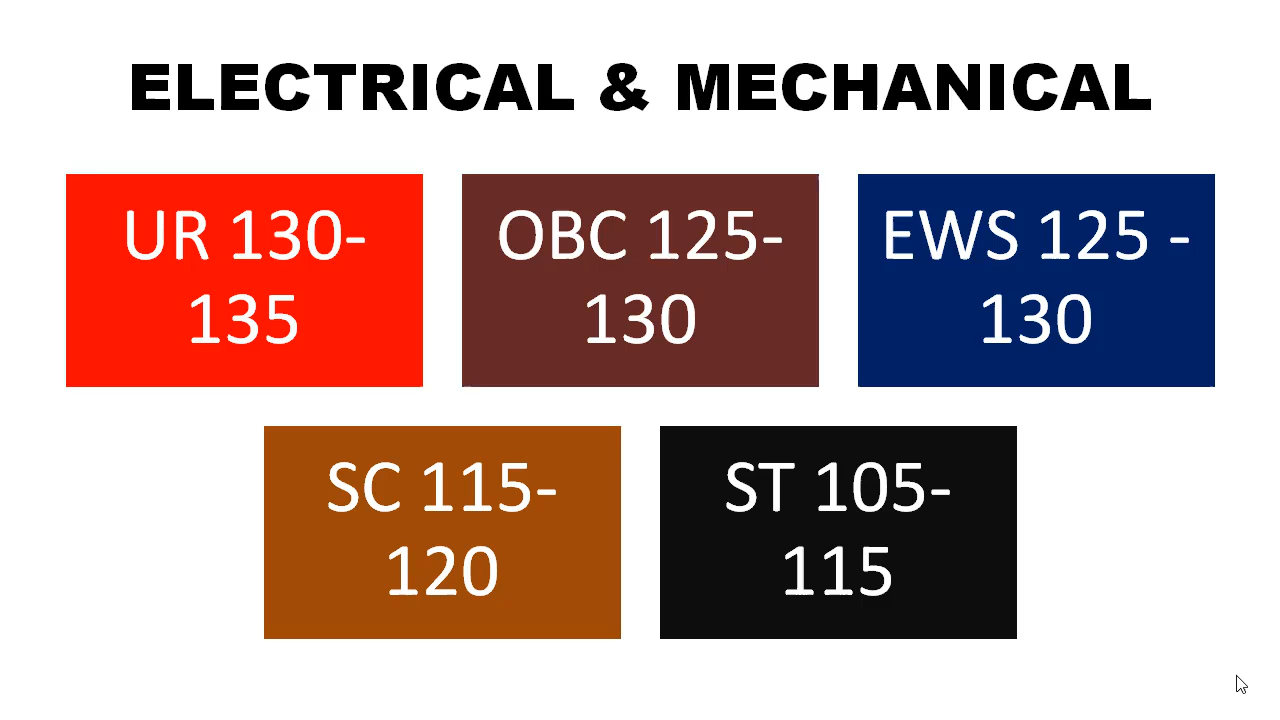 ELECTRICAL & MECHANICAL
UR 130-
135
OBC 125-
130
EWS 125 -
130
SC 115-
120
ST 105-
115